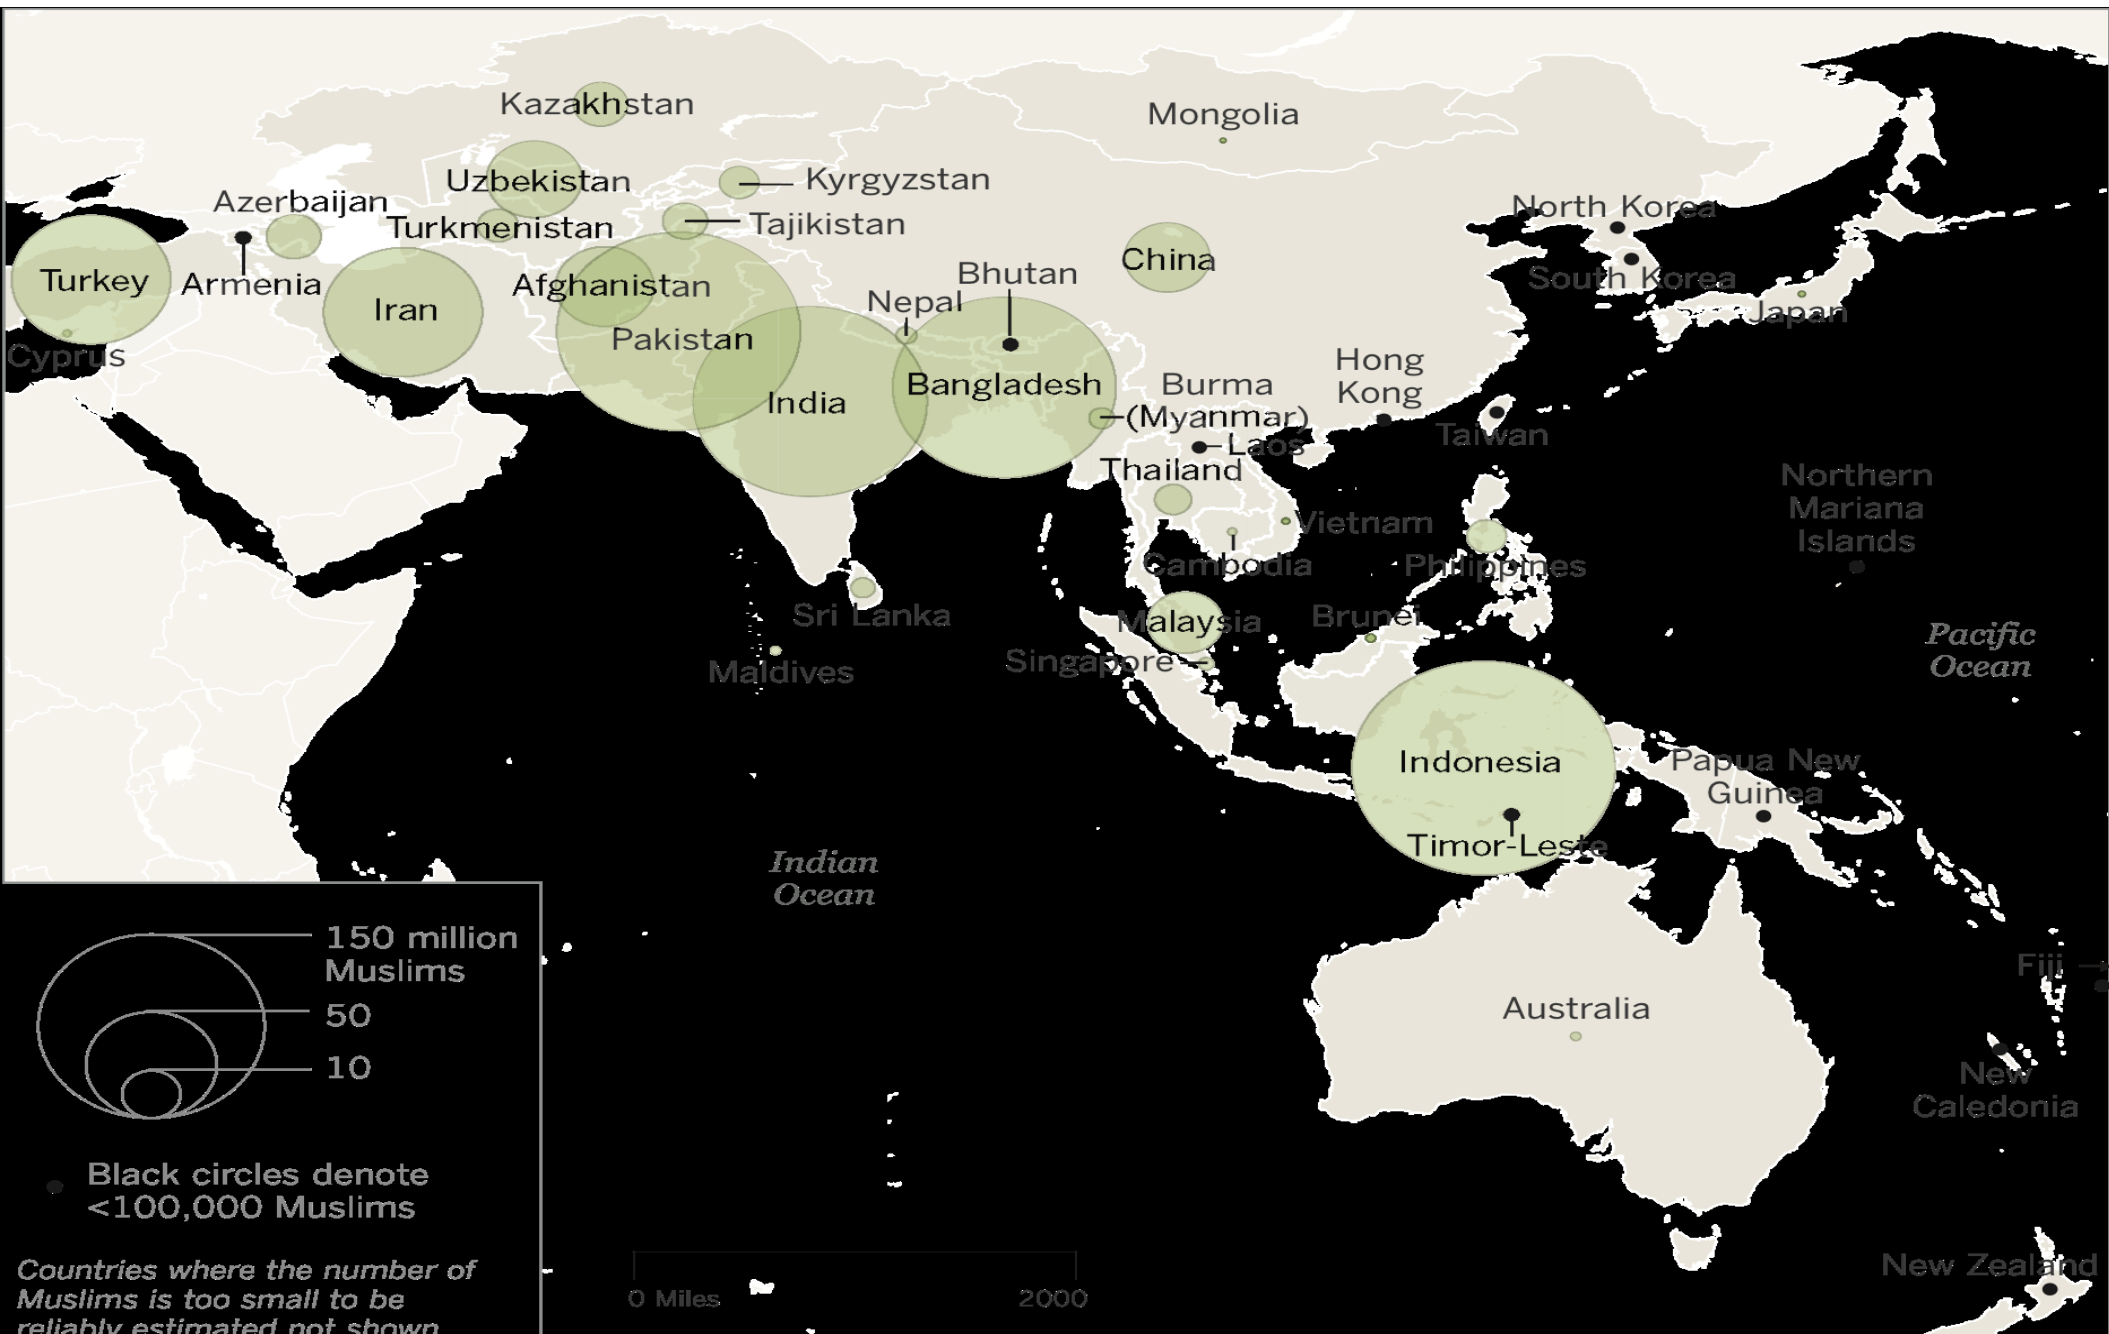 Kazakhstan
Mongolia
Uzbekistan
Kyrgyzstan
Azerbaijan
Turkmenistan
Tajikistan
North Korea
Turkey
Armenia
Iran
Afghanistan
China
Bhutan
South Korea
Nepal
Pakistan
Japan
Cyprus
Hong
Kong
India
Bangladesh
Burma
(Myanmar)
Laos
Taiwan
Thailand
Northern
Mariana
Islands
Vietnam
Cambodia
Philippines
Sri Lanka
Malaysia
Brunei
Singapore
Maldives
Pacific
Ocean
Indonesia
Papua New
Guinea
Timor-Leste
Indian
Ocean
150 million
Muslims
50
10
Fiji
Australia
New
Caledonia
Black circles denote
<100,000 Muslims
New Zealand
Countries where the number of
Muslims is too small to be
reliably estimated not shown
0 Miles
2000